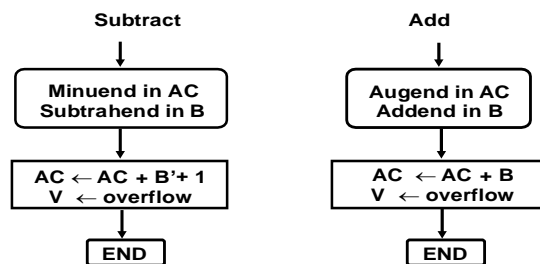 Subtract
Minuend in AC
Subtrahend in B
AC ← AC + B'+ 1
V ← overflow
END
Add
Augend in AC
Addend in B
AC ← AC + B
V ← overflow
END